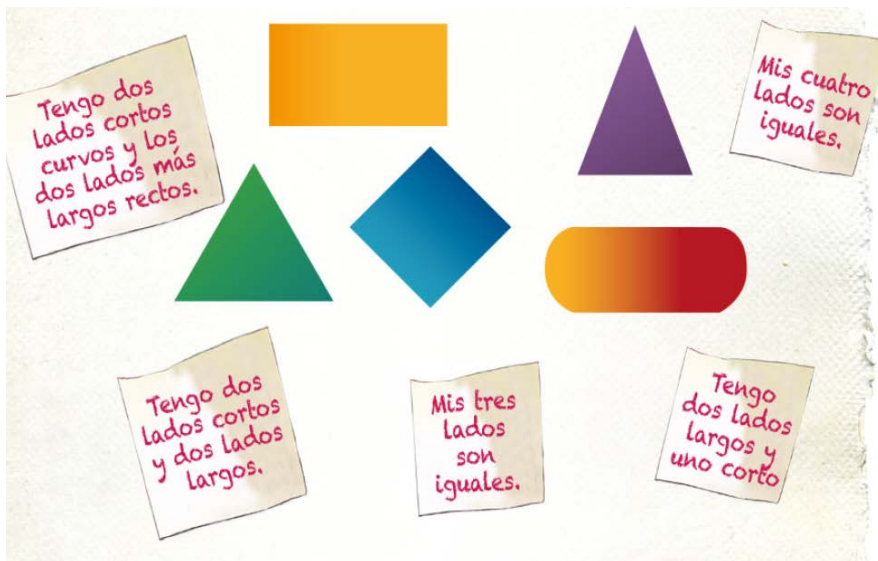 Tengo dos
lados cortos
curvos y los
dos lados más
largos rectos.
Mis cuatro
lados son
iguales.
Tengo dos
lados cortos
y dos lados
largos.
Mis tres
lados
son
iguales.
Tengo
dos lados
largos y
uno corto